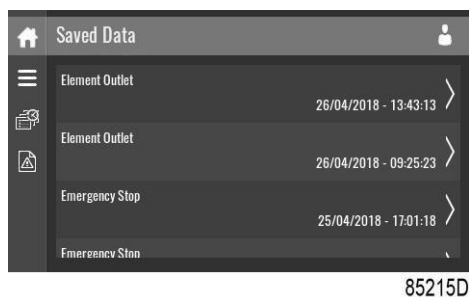 Saved Data
Element Outlet
26/04/2018 - 13:43:13
Element Outlet
26/04/2018 - 09:25:23
Emergency Stop
25/04/2018 - 17:01:18
Emergency Stop
85215D